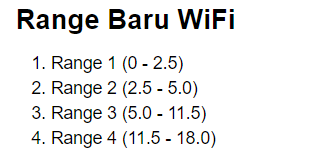 Range Baru WiFi
1. Range 1 (0 - 2.5)
2. Range 2 (2.5 - 5.0)
3. Range 3 (5.0 - 11.5)
4. Range 4 (11.5 - 18.0)